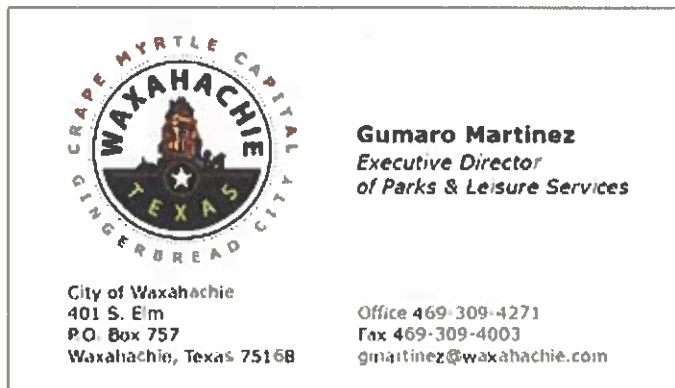 CRAPE MYRTLE CAPITAL
WAXAHACHIE
TEXAS
GINGERBREAD CITY
Gumaro Martinez
Executive Director
of Parks & Leisure Services
City of Waxahachie
401 S. Elm
P.O. Box 757
Waxahachie, Texas 75168
Office 469-309-4271
Fax 469-309-4003
gmartinez@waxahachie.com